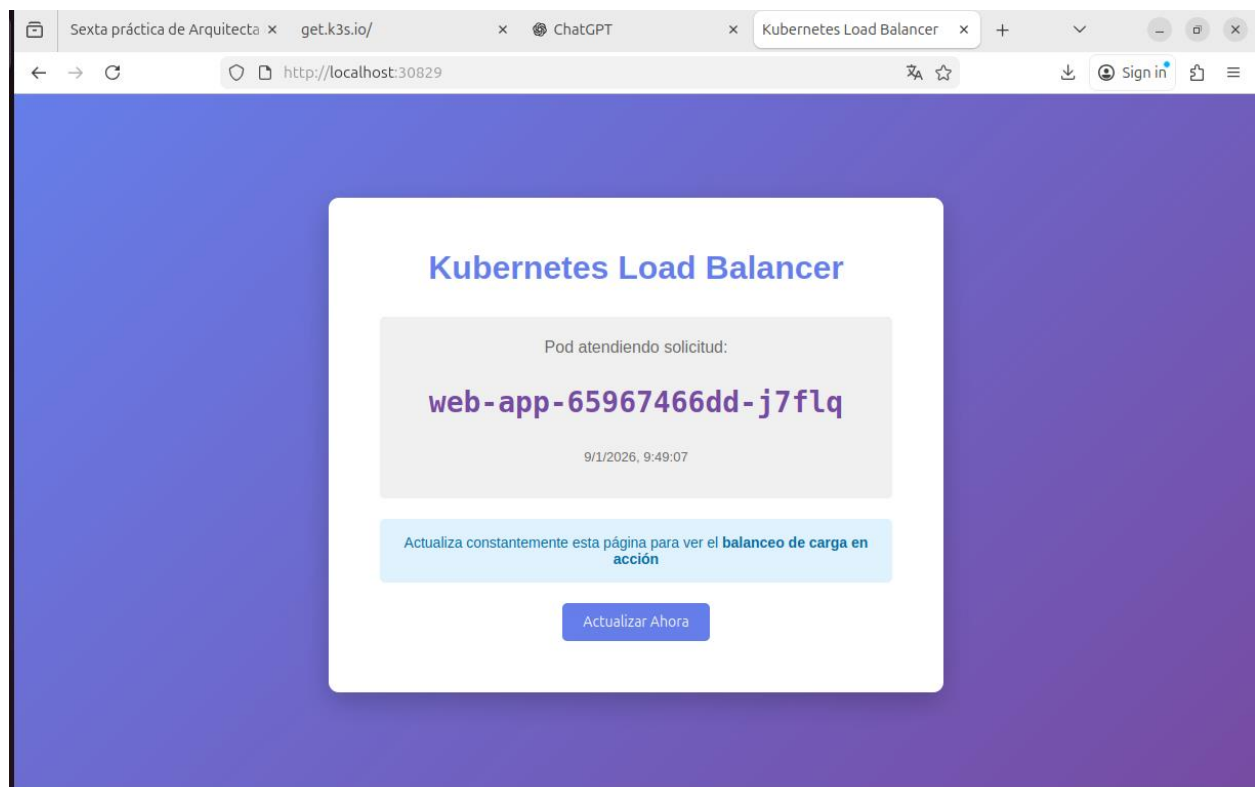 Sexta práctica de Arquitecta
get.k3s.io/
ChatGPT
Kubernetes Load Balancer
http://localhost:30829
Sign in
Kubernetes Load Balancer
Pod atendiendo solicitud:
web-app-65967466dd-j7flq
9/1/2026, 9:49:07
Actualiza constantemente esta página para ver el balanceo de carga en
acción
Actualizar Ahora